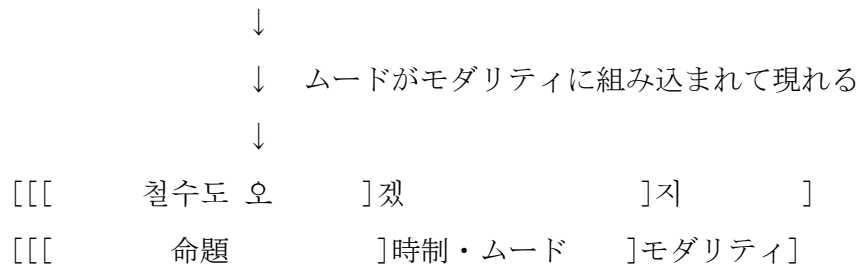 ↓
↓ ムードがモダリティに組み込まれて現れる
↓
[[[ 철수도 오 ]겠 ]지 ]
[[[ 命題 ]時制・ムード ]モダリティ]